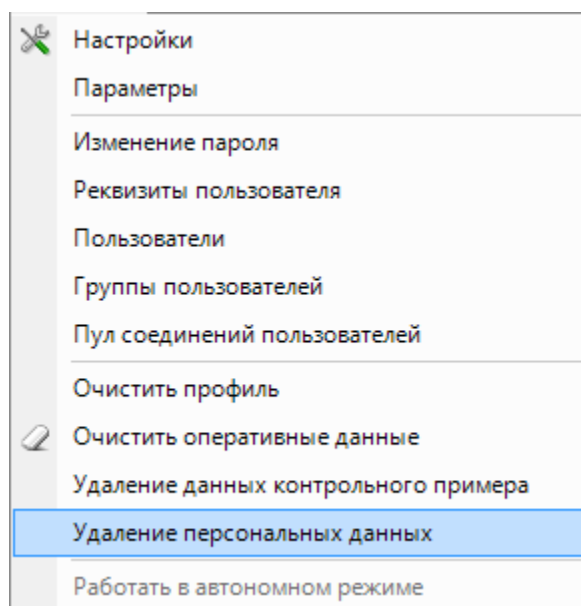 Настройки
Параметры
Изменение пароля
Реквизиты пользователя
Пользователи
Группы пользователей
Пул соединений пользователей
Очистить профиль
Очистить оперативные данные
Удаление данных контрольного примера
Удаление персональных данных
Работать в автономном режиме